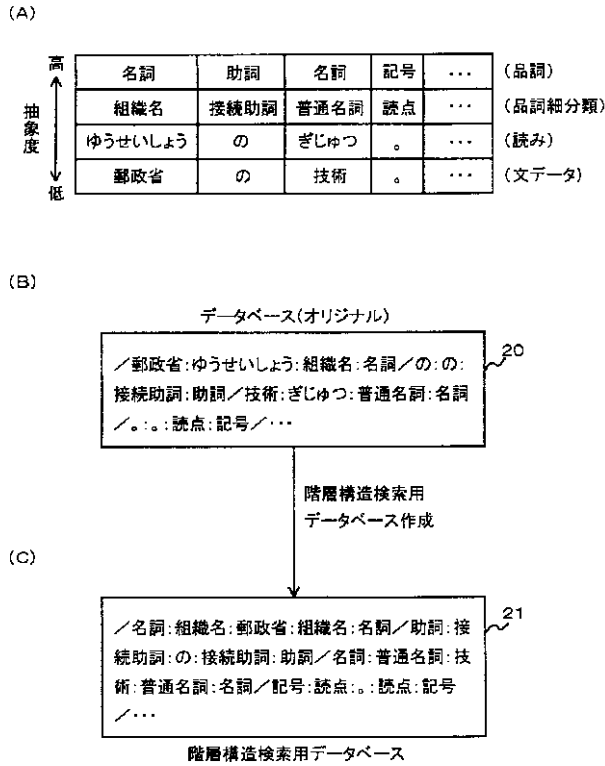 (A)
高
名詞 助詞 名詞 記号 ・・・ (品詞)
組織名 接続助詞 普通名詞 読点 ・・・ (品詞細分類)
抽象度
ゆうせいしょう の ぎじゅつ 。 ・・・ (読み)
郵政省 の 技術 。 ・・・ (文データ)
低
(B)
データベース(オリジナル)
20
／郵政省:ゆうせいしょう:組織名:名詞／の:の:
接続助詞:助詞／技術:ぎじゅつ:普通名詞:名詞
／。:。:読点:記号／・・・
階層構造検索用
データベース作成
(C)
21
／名詞:組織名:郵政省:組織名:名詞／助詞:接
続助詞:の:接続助詞:助詞／名詞:普通名詞:技
術:普通名詞:名詞／記号:読点:。:読点:記号
／・・・
階層構造検索用データベース